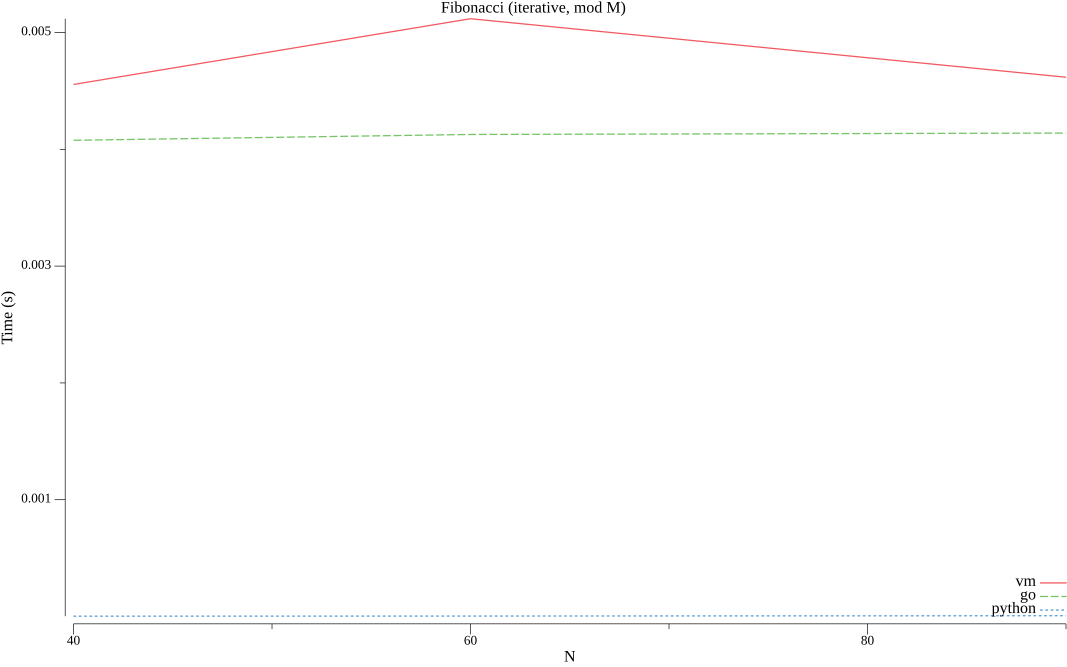 Fibonacci (iterative, mod M)
0.005
0.003
0.001
Time (s)
vm
go
python
40
60
80
N